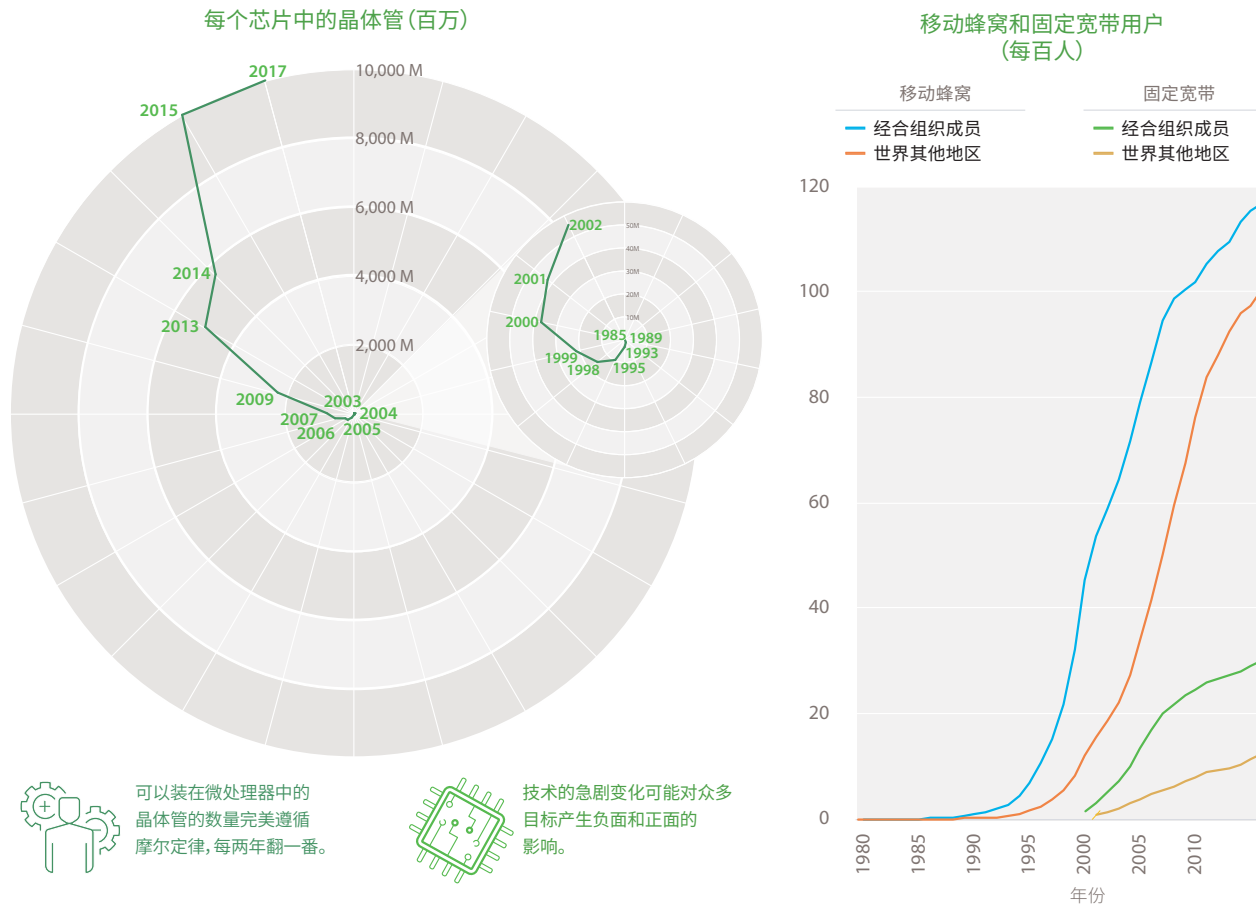 每个芯片中的晶体管（百万）
2017
2015
2014
2013
2009
2007
2006
2003
2004
2005
10,000 M
8,000 M
6,000 M
4,000 M
2,000 M
2002
2001
2000
1999
1998
1985
1989
1993
1995
50M
40M
30M
20M
10M
可以装在微处理器中的
晶体管的数量完美遵循
摩尔定律，每两年翻一番。
技术的急剧变化可能对众多
目标产生负面和正面的
影响。
移动蜂窝和固定宽带用户
（每百人）
移动蜂窝
经合组织成员
世界其他地区
固定宽带
经合组织成员
世界其他地区
120
100
80
60
40
20
0
1980
1985
1990
1995
2000
2005
2010
年份